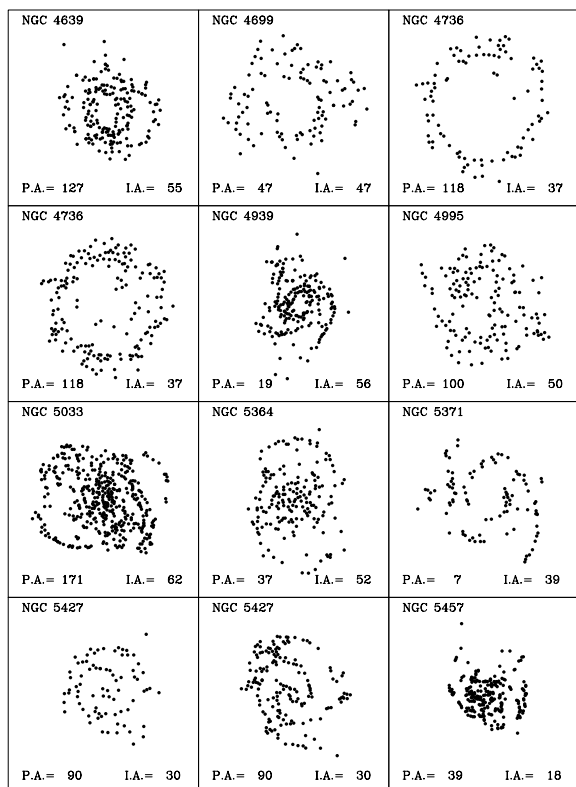 NGC 4639
NGC 4699
NGC 4736
P.A.= 127 I.A.= 55
P.A.= 47 I.A.= 47
P.A.= 118 I.A.= 37
NGC 4736
NGC 4939
NGC 4995
P.A.= 118 I.A.= 37
P.A.= 19 I.A.= 56
P.A.= 100 I.A.= 50
NGC 5033
NGC 5364
NGC 5371
P.A.= 171 I.A.= 62
P.A.= 37 I.A.= 52
P.A.= 7 I.A.= 39
NGC 5427
NGC 5427
NGC 5457
P.A.= 90 I.A.= 30
P.A.= 90 I.A.= 30
P.A.= 39 I.A.= 18